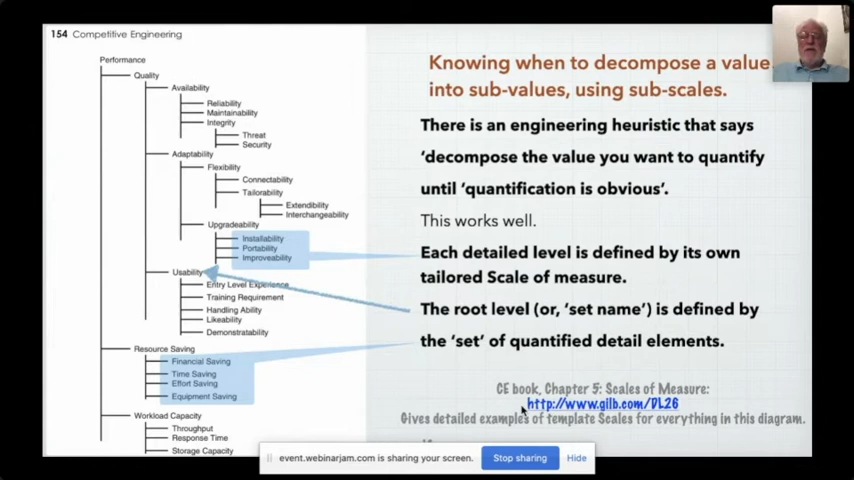 154 Competitive Engineering
Performance
Quality
Availability
Reliability
Maintainability
Integrity
Threat
Security
Adaptability
Flexibility
Connectability
Tailorability
Extendibility
Interchangeability
Upgradeability
Installability
Portability
Improveability
Usability
Entry Level Experience
Training Requirement
Handling Ability
Likeability
Demonstratability
Resource Saving
Financial Saving
Time Saving
Effort Saving
Equipment Saving
Workload Capacity
Throughput
Response Time
Storage Capacity
Knowing when to decompose a value
into sub-values, using sub-scales.
There is an engineering heuristic that says
‘decompose the value you want to quantify
until ‘quantification is obvious’.
This works well.
Each detailed level is defined by its own
tailored Scale of measure.
The root level (or, ‘set name’) is defined by
the ‘set’ of quantified detail elements.
CE book, Chapter 5: Scales of Measure:
http://www.gilb.com/DL26
Gives detailed examples of template Scales for everything in this diagram.
event.webinarjam.com is sharing your screen.
Stop sharing
Hide